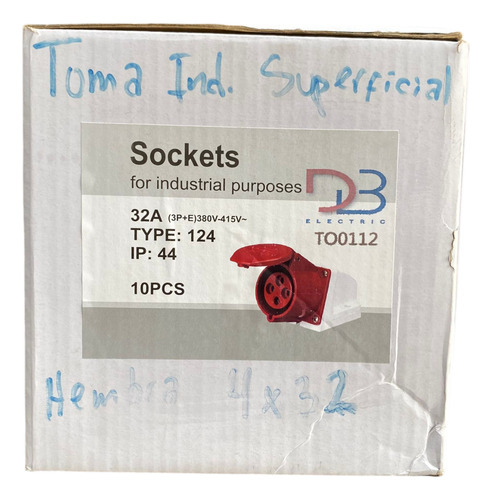 Toma Ind. Superficial
Sockets
for industrial purposes
DB
ELECTRIC
32A (3P+E)380V-415V~
TYPE: 124
TO0112
IP: 44
10PCS
Hembra 4x32